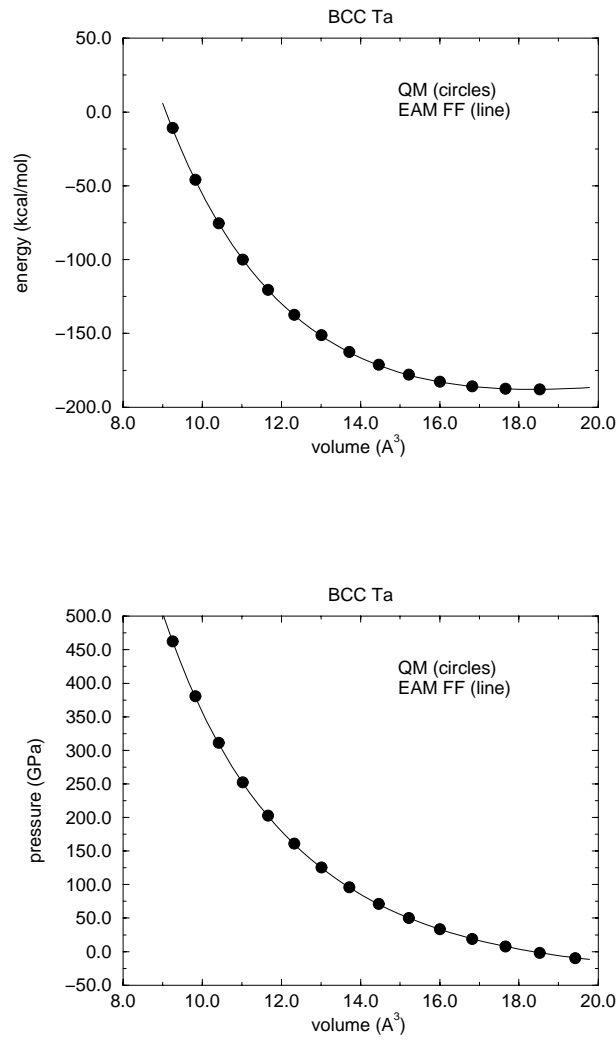 BCC Ta
50.0
0.0
−50.0
−100.0
−150.0
−200.0
energy (kcal/mol)
QM (circles)
EAM FF (line)
8.0 10.0 12.0 14.0 16.0 18.0 20.0
volume (A³)
BCC Ta
500.0
450.0
400.0
350.0
300.0
250.0
200.0
150.0
100.0
50.0
0.0
−50.0
pressure (GPa)
QM (circles)
EAM FF (line)
8.0 10.0 12.0 14.0 16.0 18.0 20.0
volume (A³)